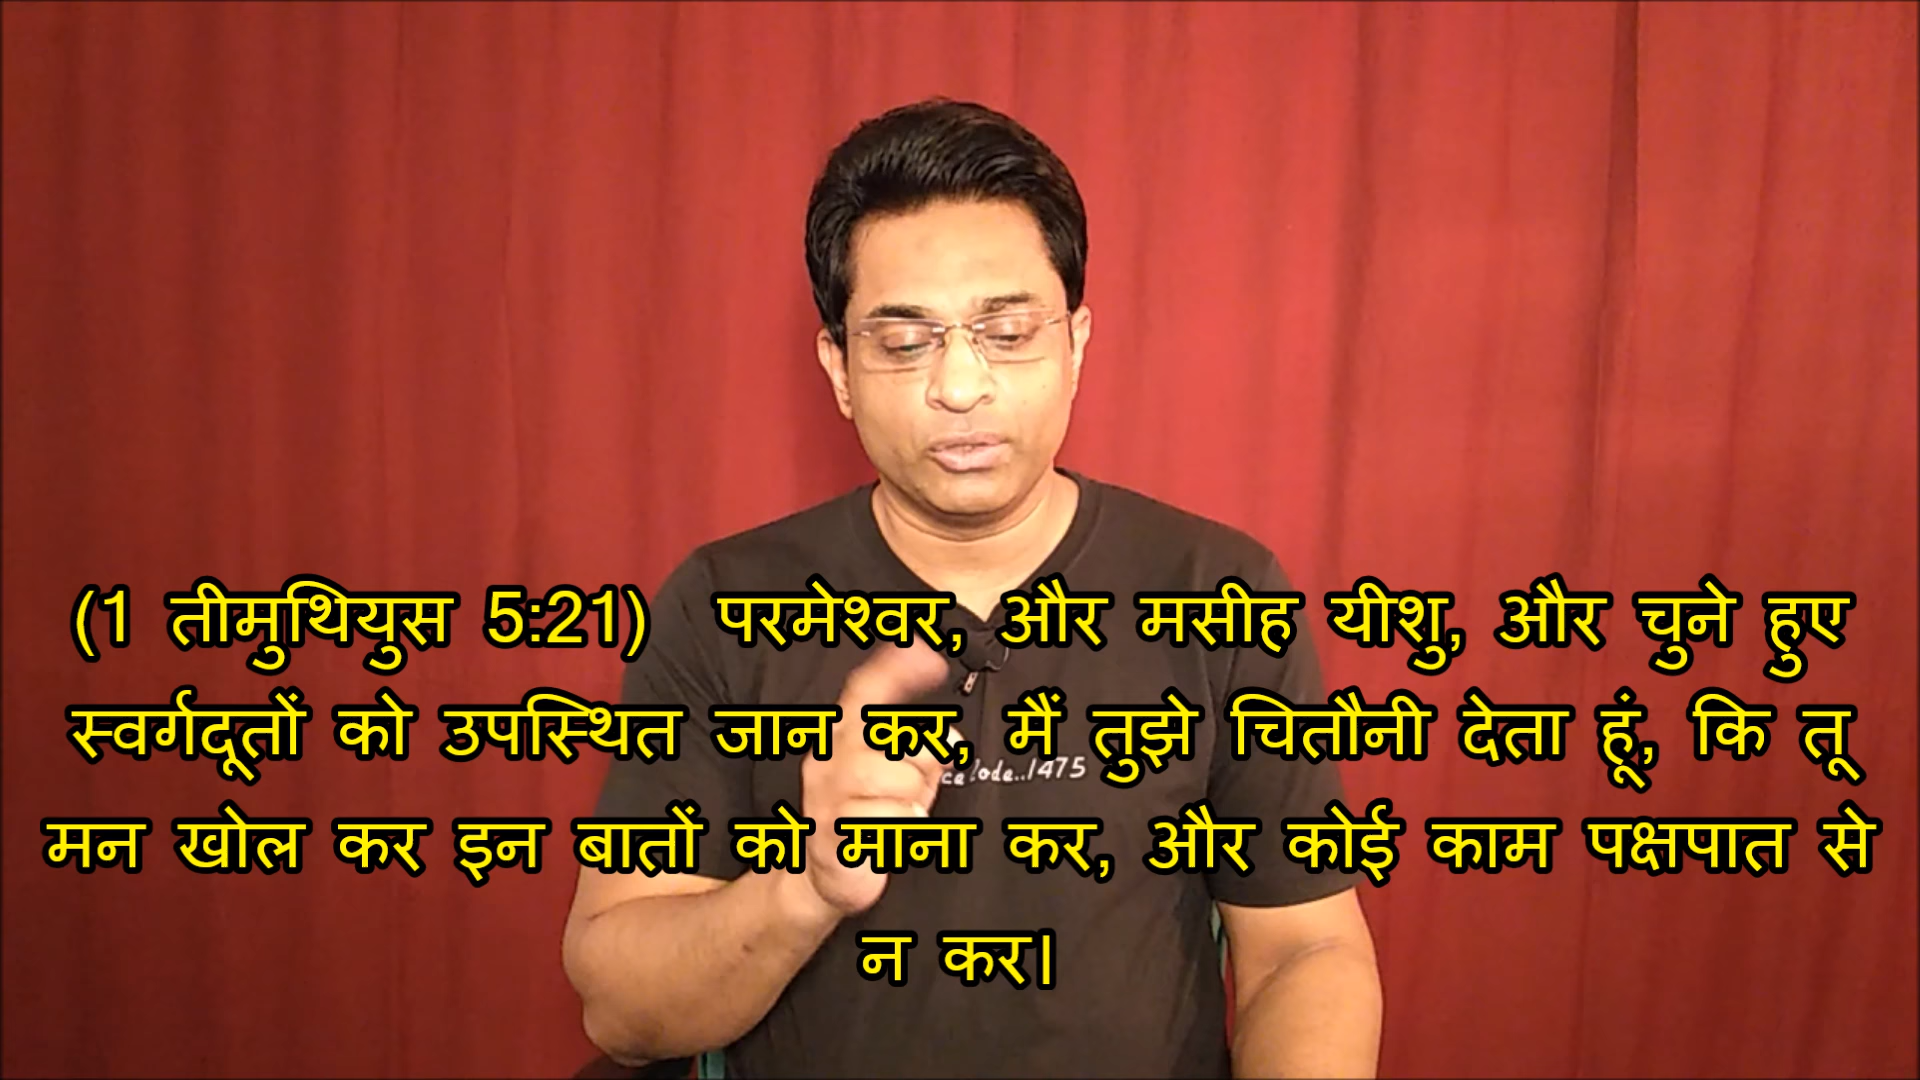 (1 तीमुथियुस 5:21) परमेश्वर, और मसीह यीशु, और चुने हुए
स्वर्गदूतों को उपस्थित जान कर, मैं तुझे चितौनी देता हूं, कि तू
मन खोल कर इन बातों को माना कर, और कोई काम पक्षपात से
न कर।
1475